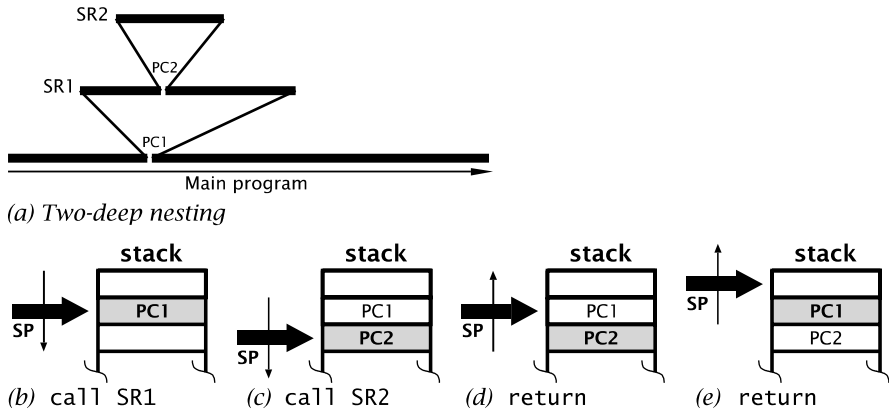 SR2
PC2
SR1
PC1
Main program
(a) Two-deep nesting
stack
SP
PC1
(b) call SR1
stack
SP
PC1
PC2
(c) call SR2
stack
SP
PC1
PC2
(d) return
stack
SP
PC1
PC2
(e) return